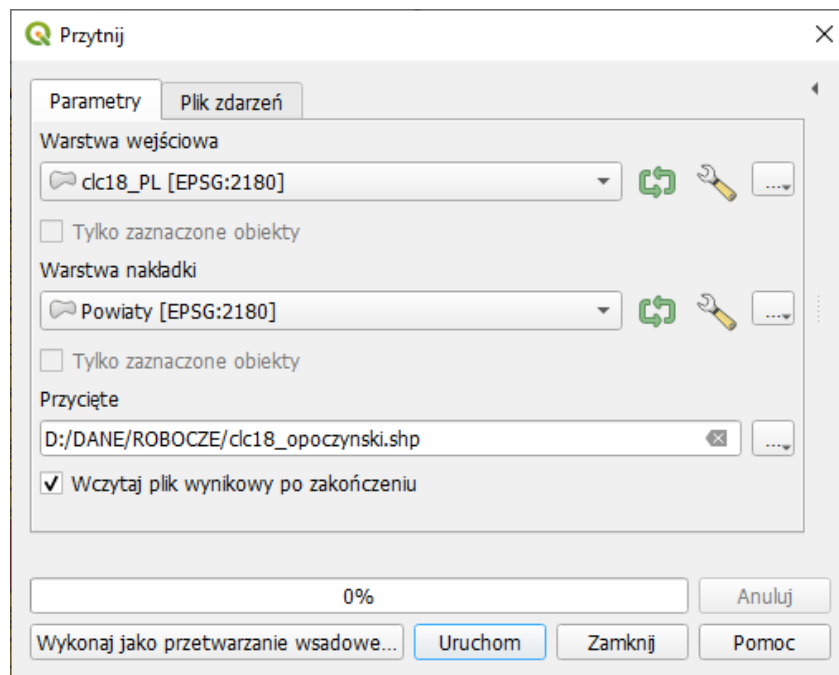 Przytnij
Parametry
Plik zdarzeń
Warstwa wejściowa
clc18_PL [EPSG:2180]
...
Tylko zaznaczone obiekty
Warstwa nakładki
Powiaty [EPSG:2180]
...
Tylko zaznaczone obiekty
Przycięte
D:/DANE/ROBOCZE/clc18_opoczynski.shp
...
Wczytaj plik wynikowy po zakończeniu
0%
Anuluj
Wykonaj jako przetwarzanie wsadowe...
Uruchom
Zamknij
Pomoc